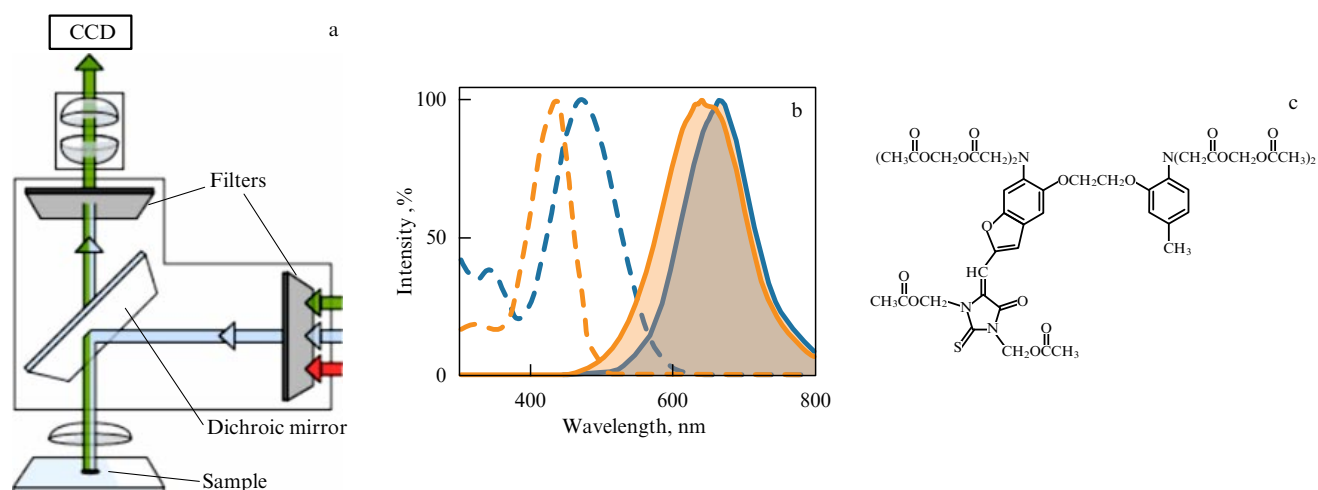 CCD
a
Filters
Dichroic mirror
Sample
b
Intensity ,%
100
50
0
400
600
800
Wavelength, nm
c
(CH₃COCH₂OCCH₂)₂N
O
O
N(CH₂COCH₂OCCH₃)₂
O
O
OCH₂CH₂O
O
CH₃
HC
O
CH₃COCH₂
N
O
N
S
O
CH₂OCCH₃